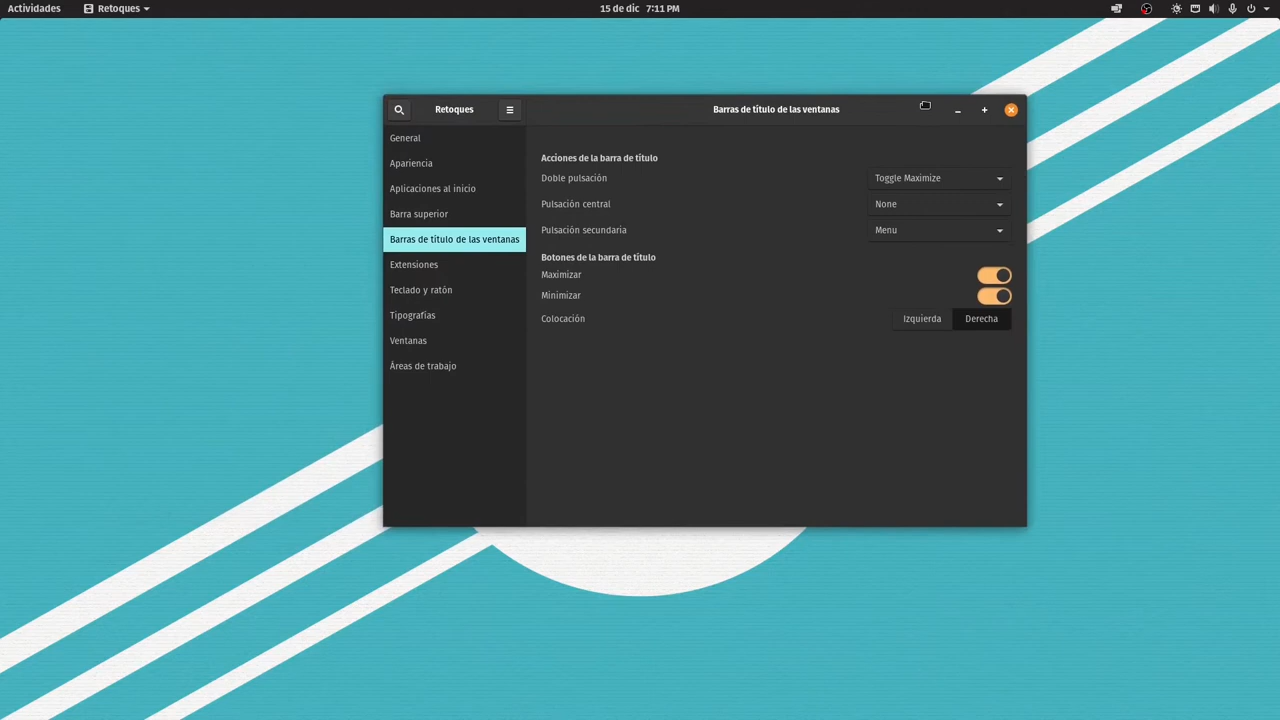 Actividades
Retoques
15 de dic 7:11 PM
Retoques
Barras de título de las ventanas
General
Apariencia
Aplicaciones al inicio
Barra superior
Barras de título de las ventanas
Extensiones
Teclado y ratón
Tipografías
Ventanas
Áreas de trabajo
Acciones de la barra de título
Doble pulsación
Toggle Maximize
Pulsación central
None
Pulsación secundaria
Menu
Botones de la barra de título
Maximizar
Minimizar
Colocación
Izquierda
Derecha